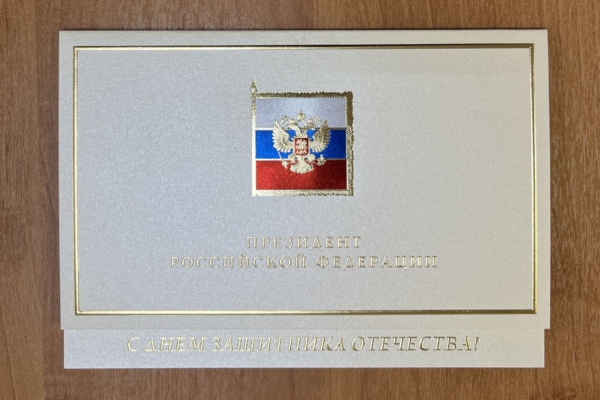 ПРЕЗИДЕНТ
РОССИЙСКОЙ ФЕДЕРАЦИИ
С ДНЕМ ЗАЩИТНИКА ОТЕЧЕСТВА!